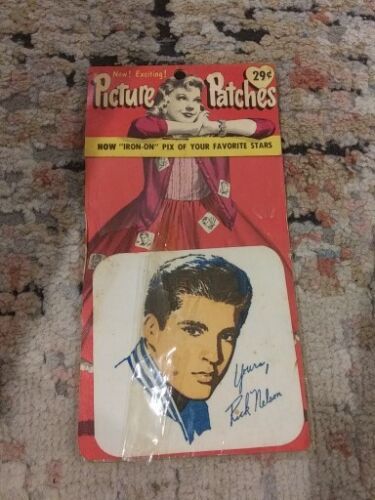 New! Exciting!
29¢
Picture Patches
NOW "IRON-ON" PIX OF YOUR FAVORITE STARS
Yours,
Rick Nelson